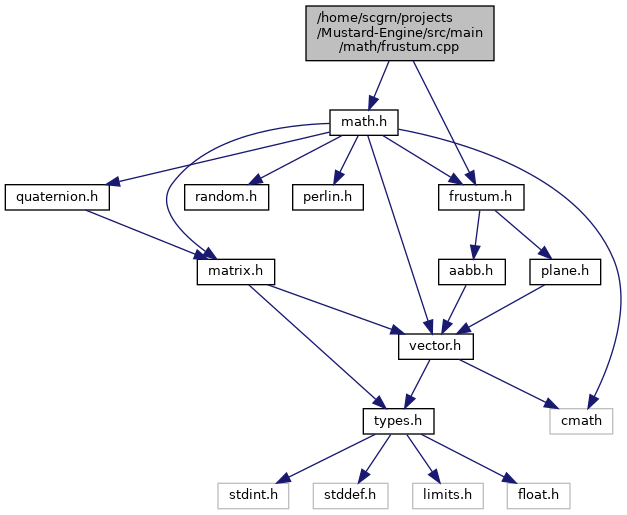 /home/scgrn/projects
/Mustard-Engine/src/main
/math/frustum.cpp
math.h
quaternion.h
random.h
perlin.h
frustum.h
matrix.h
aabb.h
plane.h
vector.h
types.h
cmath
stdint.h
stddef.h
limits.h
float.h